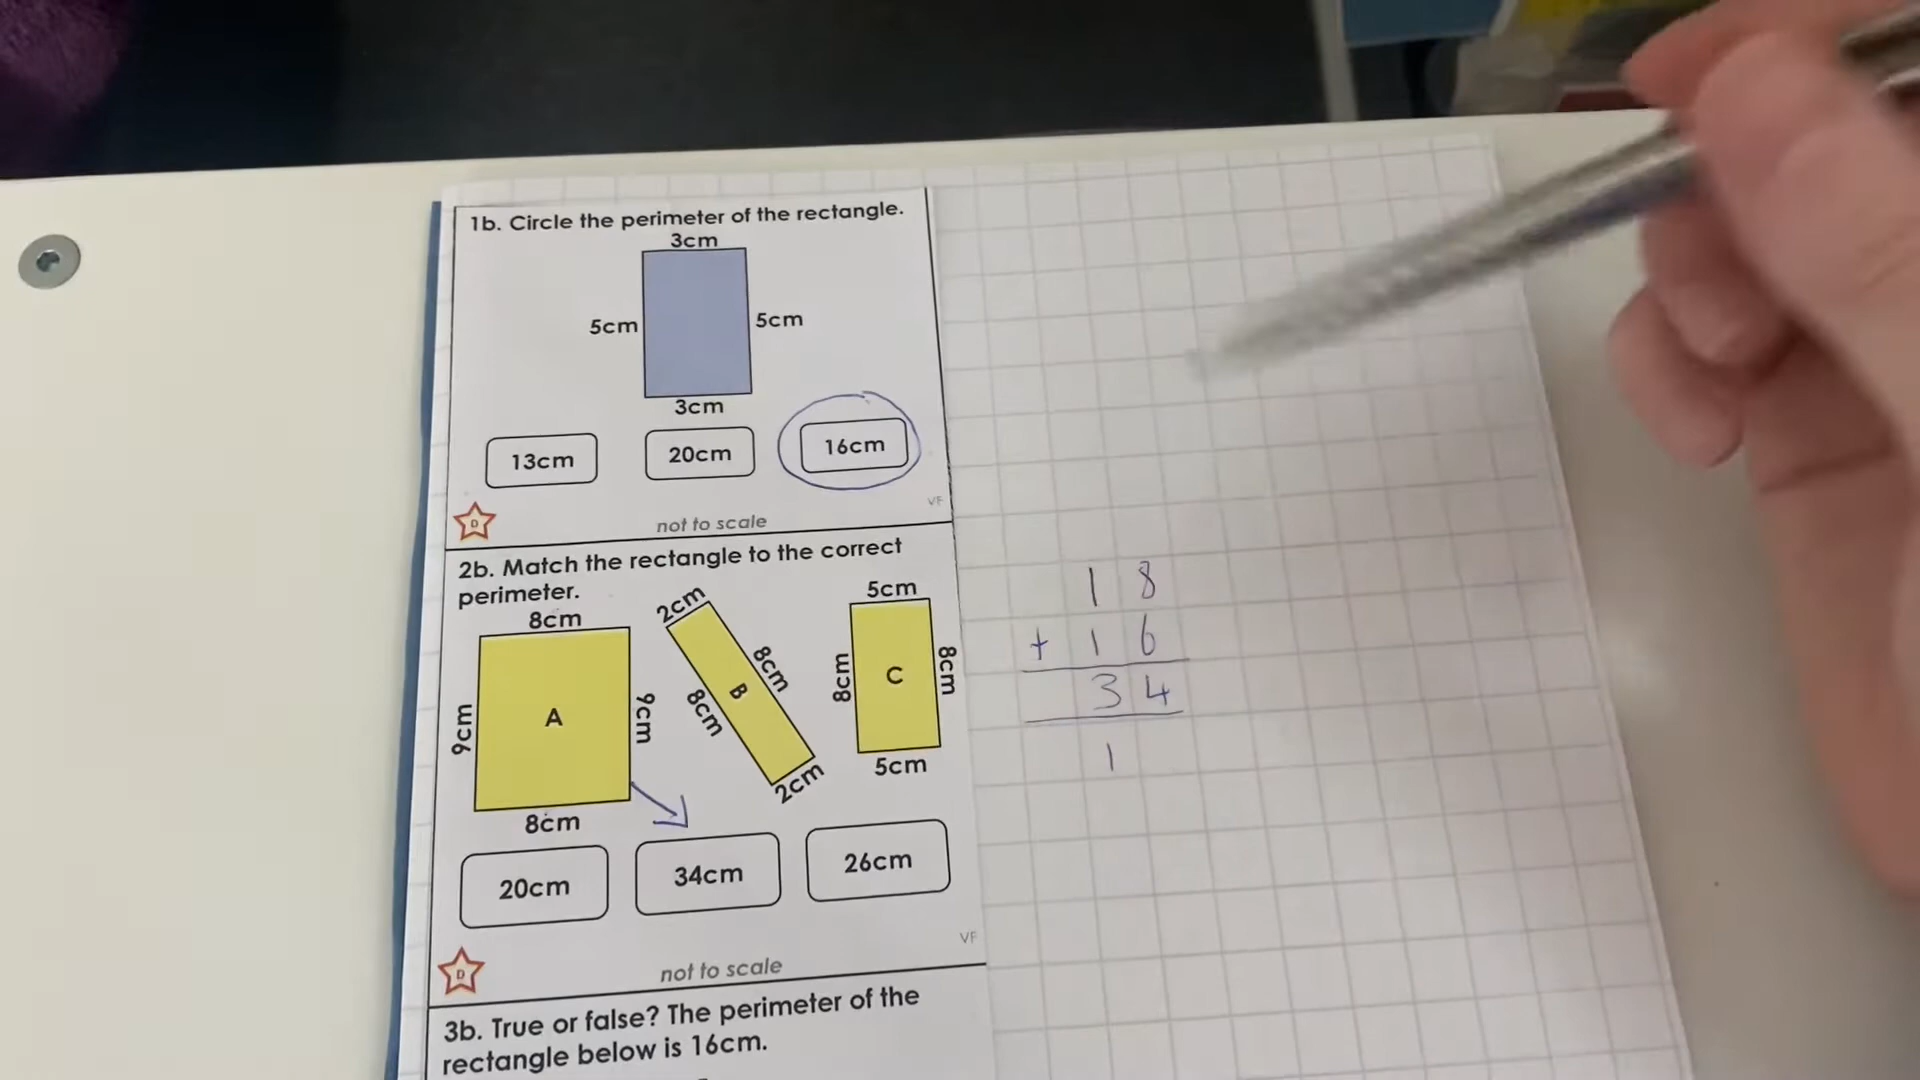 1b. Circle the perimeter of the rectangle.
3cm
5cm
5cm
3cm
13cm
20cm
16cm
VF
D
not to scale
2b. Match the rectangle to the correct
perimeter.
8cm
9cm
A
9cm
8cm
2cm
8cm
B
8cm
2cm
5cm
8cm
C
8cm
5cm
20cm
34cm
26cm
VF
D
not to scale
3b. True or false? The perimeter of the
rectangle below is 16cm.
1 8
+ 1 6
3 4
1